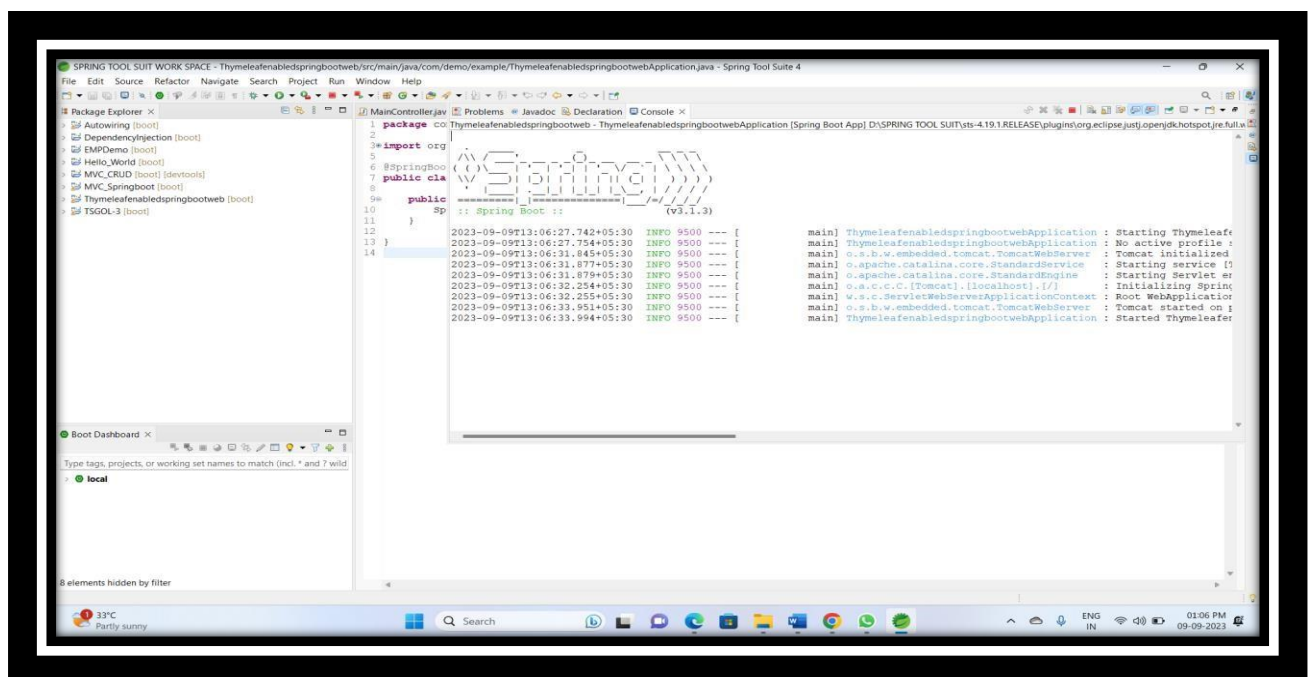 SPRING TOOL SUIT WORK SPACE - Thymeleafenabledspringbootweb/src/main/java/com/demo/example/ThymeleafenabledspringbootwebApplication.java - Spring Tool Suite 4
File Edit Source Refactor Navigate Search Project Run Window Help
Package Explorer
Autowiring [boot]
DependencyInjection [boot]
EMPDemo [boot]
Hello_World [boot]
MVC_CRUD [boot] [devtools]
MVC_Springboot [boot]
Thymeleafenabledspringbootweb [boot]
TSGOL-3 [boot]
MainController.jav Problems Javadoc Declaration Console
1 package co
2
3 import org
5
6 @SpringBoo
7 public cla
8
9 public
10 Sp
11 }
12
13 }
14
Thymeleafenabledspringbootweb - ThymeleafenabledspringbootwebApplication [Spring Boot App] D:\SPRING TOOL SUIT\sts-4.19.1.RELEASE\plugins\org.eclipse.justj.openjdk.hotspot.jre.full.w
:: Spring Boot :: (v3.1.3)
2023-09-09T13:06:27.742+05:30 INFO 9500 --- [ main] ThymeleafenabledspringbootwebApplication : Starting Thymeleafe
2023-09-09T13:06:27.754+05:30 INFO 9500 --- [ main] ThymeleafenabledspringbootwebApplication : No active profile s
2023-09-09T13:06:31.845+05:30 INFO 9500 --- [ main] o.s.b.w.embedded.tomcat.TomcatWebServer : Tomcat initialized
2023-09-09T13:06:31.877+05:30 INFO 9500 --- [ main] o.apache.catalina.core.StandardService : Starting service [T
2023-09-09T13:06:31.879+05:30 INFO 9500 --- [ main] o.apache.catalina.core.StandardEngine : Starting Servlet en
2023-09-09T13:06:32.254+05:30 INFO 9500 --- [ main] o.a.c.c.C.[Tomcat].[localhost].[/] : Initializing Spring
2023-09-09T13:06:32.255+05:30 INFO 9500 --- [ main] w.s.c.ServletWebServerApplicationContext : Root WebApplication
2023-09-09T13:06:33.951+05:30 INFO 9500 --- [ main] o.s.b.w.embedded.tomcat.TomcatWebServer : Tomcat started on p
2023-09-09T13:06:33.994+05:30 INFO 9500 --- [ main] ThymeleafenabledspringbootwebApplication : Started Thymeleafen
Boot Dashboard
Type tags, projects, or working set names to match (incl. * and ? wild
local
8 elements hidden by filter
1
33°C
Partly sunny
Search
ENG
IN
01:06 PM
09-09-2023